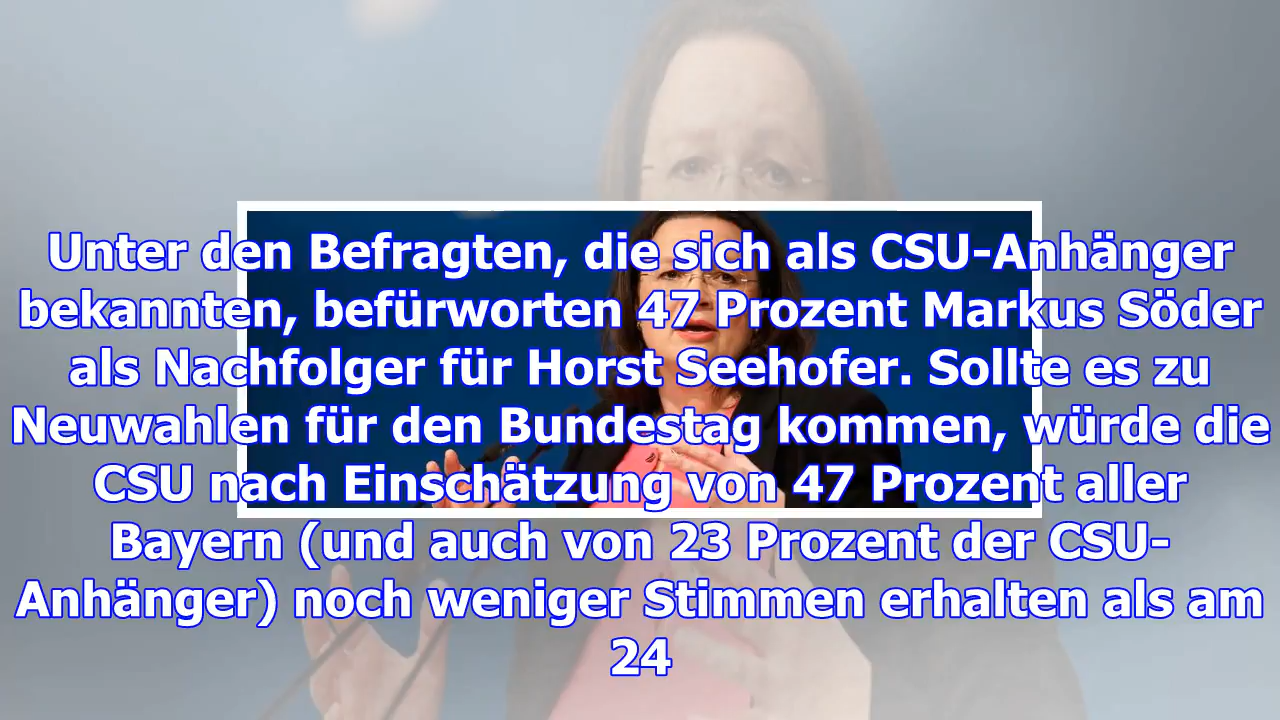 Unter den Befragten, die sich als CSU-Anhänger
bekannten, befürworten 47 Prozent Markus Söder
als Nachfolger für Horst Seehofer. Sollte es zu
Neuwahlen für den Bundestag kommen, würde die
CSU nach Einschätzung von 47 Prozent aller
Bayern (und auch von 23 Prozent der CSU-
Anhänger) noch weniger Stimmen erhalten als am
24